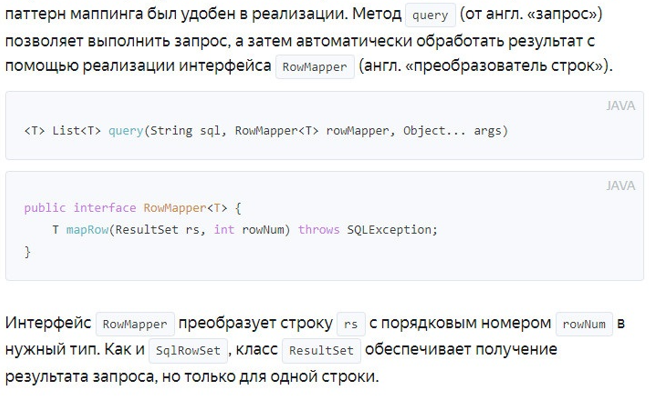 паттерн маппинга был удобен в реализации. Метод query (от англ. «запрос»)
позволяет выполнить запрос, а затем автоматически обработать результат с
помощью реализации интерфейса RowMapper (англ. «преобразователь строк»).
JAVA
<T> List<T> query(String sql, RowMapper<T> rowMapper, Object... args)
JAVA
public interface RowMapper<T> {
    T mapRow(ResultSet rs, int rowNum) throws SQLException;
}
Интерфейс RowMapper преобразует строку rs с порядковым номером rowNum в
нужный тип. Как и SqlRowSet, класс ResultSet обеспечивает получение
результата запроса, но только для одной строки.